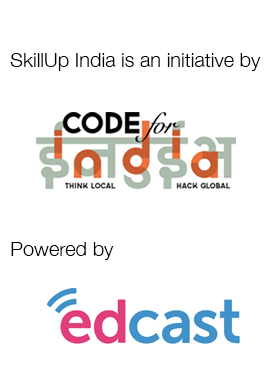 SkillUp India is an initiative by
CODE for
india
THINK LOCAL HACK GLOBAL
Powered by
edcast